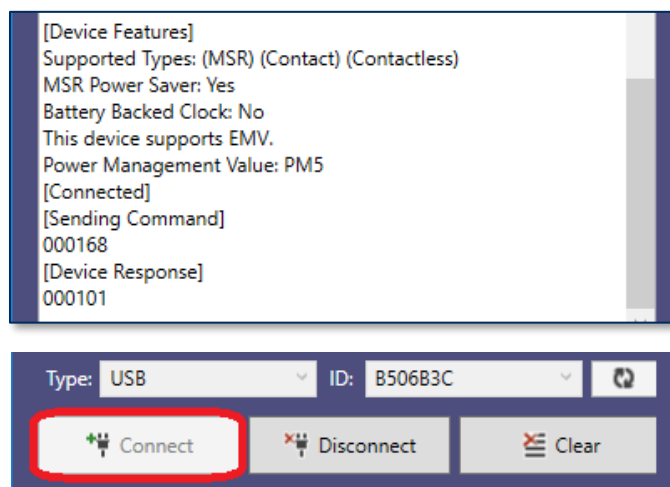 [Device Features]
Supported Types: (MSR) (Contact) (Contactless)
MSR Power Saver: Yes
Battery Backed Clock: No
This device supports EMV.
Power Management Value: PM5
[Connected]
[Sending Command]
000168
[Device Response]
000101
Type: USB ID: B506B3C
Connect Disconnect Clear